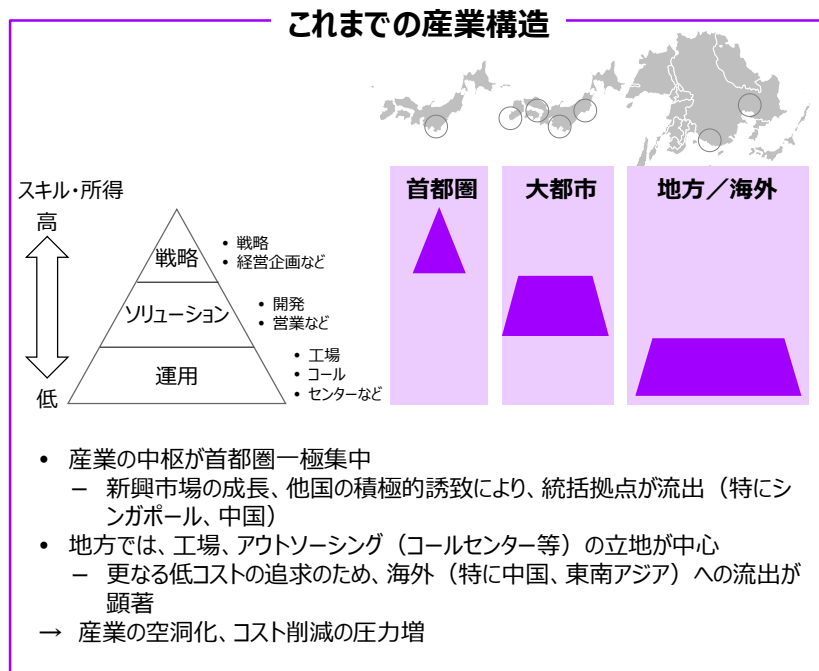 これまでの産業構造
首都圏
大都市
地方／海外
スキル・所得
高
低
戦略
• 戦略
• 経営企画など
ソリューション
• 開発
• 営業など
運用
• 工場
• コール
• センターなど
• 産業の中枢が首都圏一極集中
– 新興市場の成長、他国の積極的誘致により、統括拠点が流出（特にシ
ンガポール、中国）
• 地方では、工場、アウトソーシング（コールセンター等）の立地が中心
– 更なる低コストの追求のため、海外（特に中国、東南アジア）への流出が
顕著
→ 産業の空洞化、コスト削減の圧力増